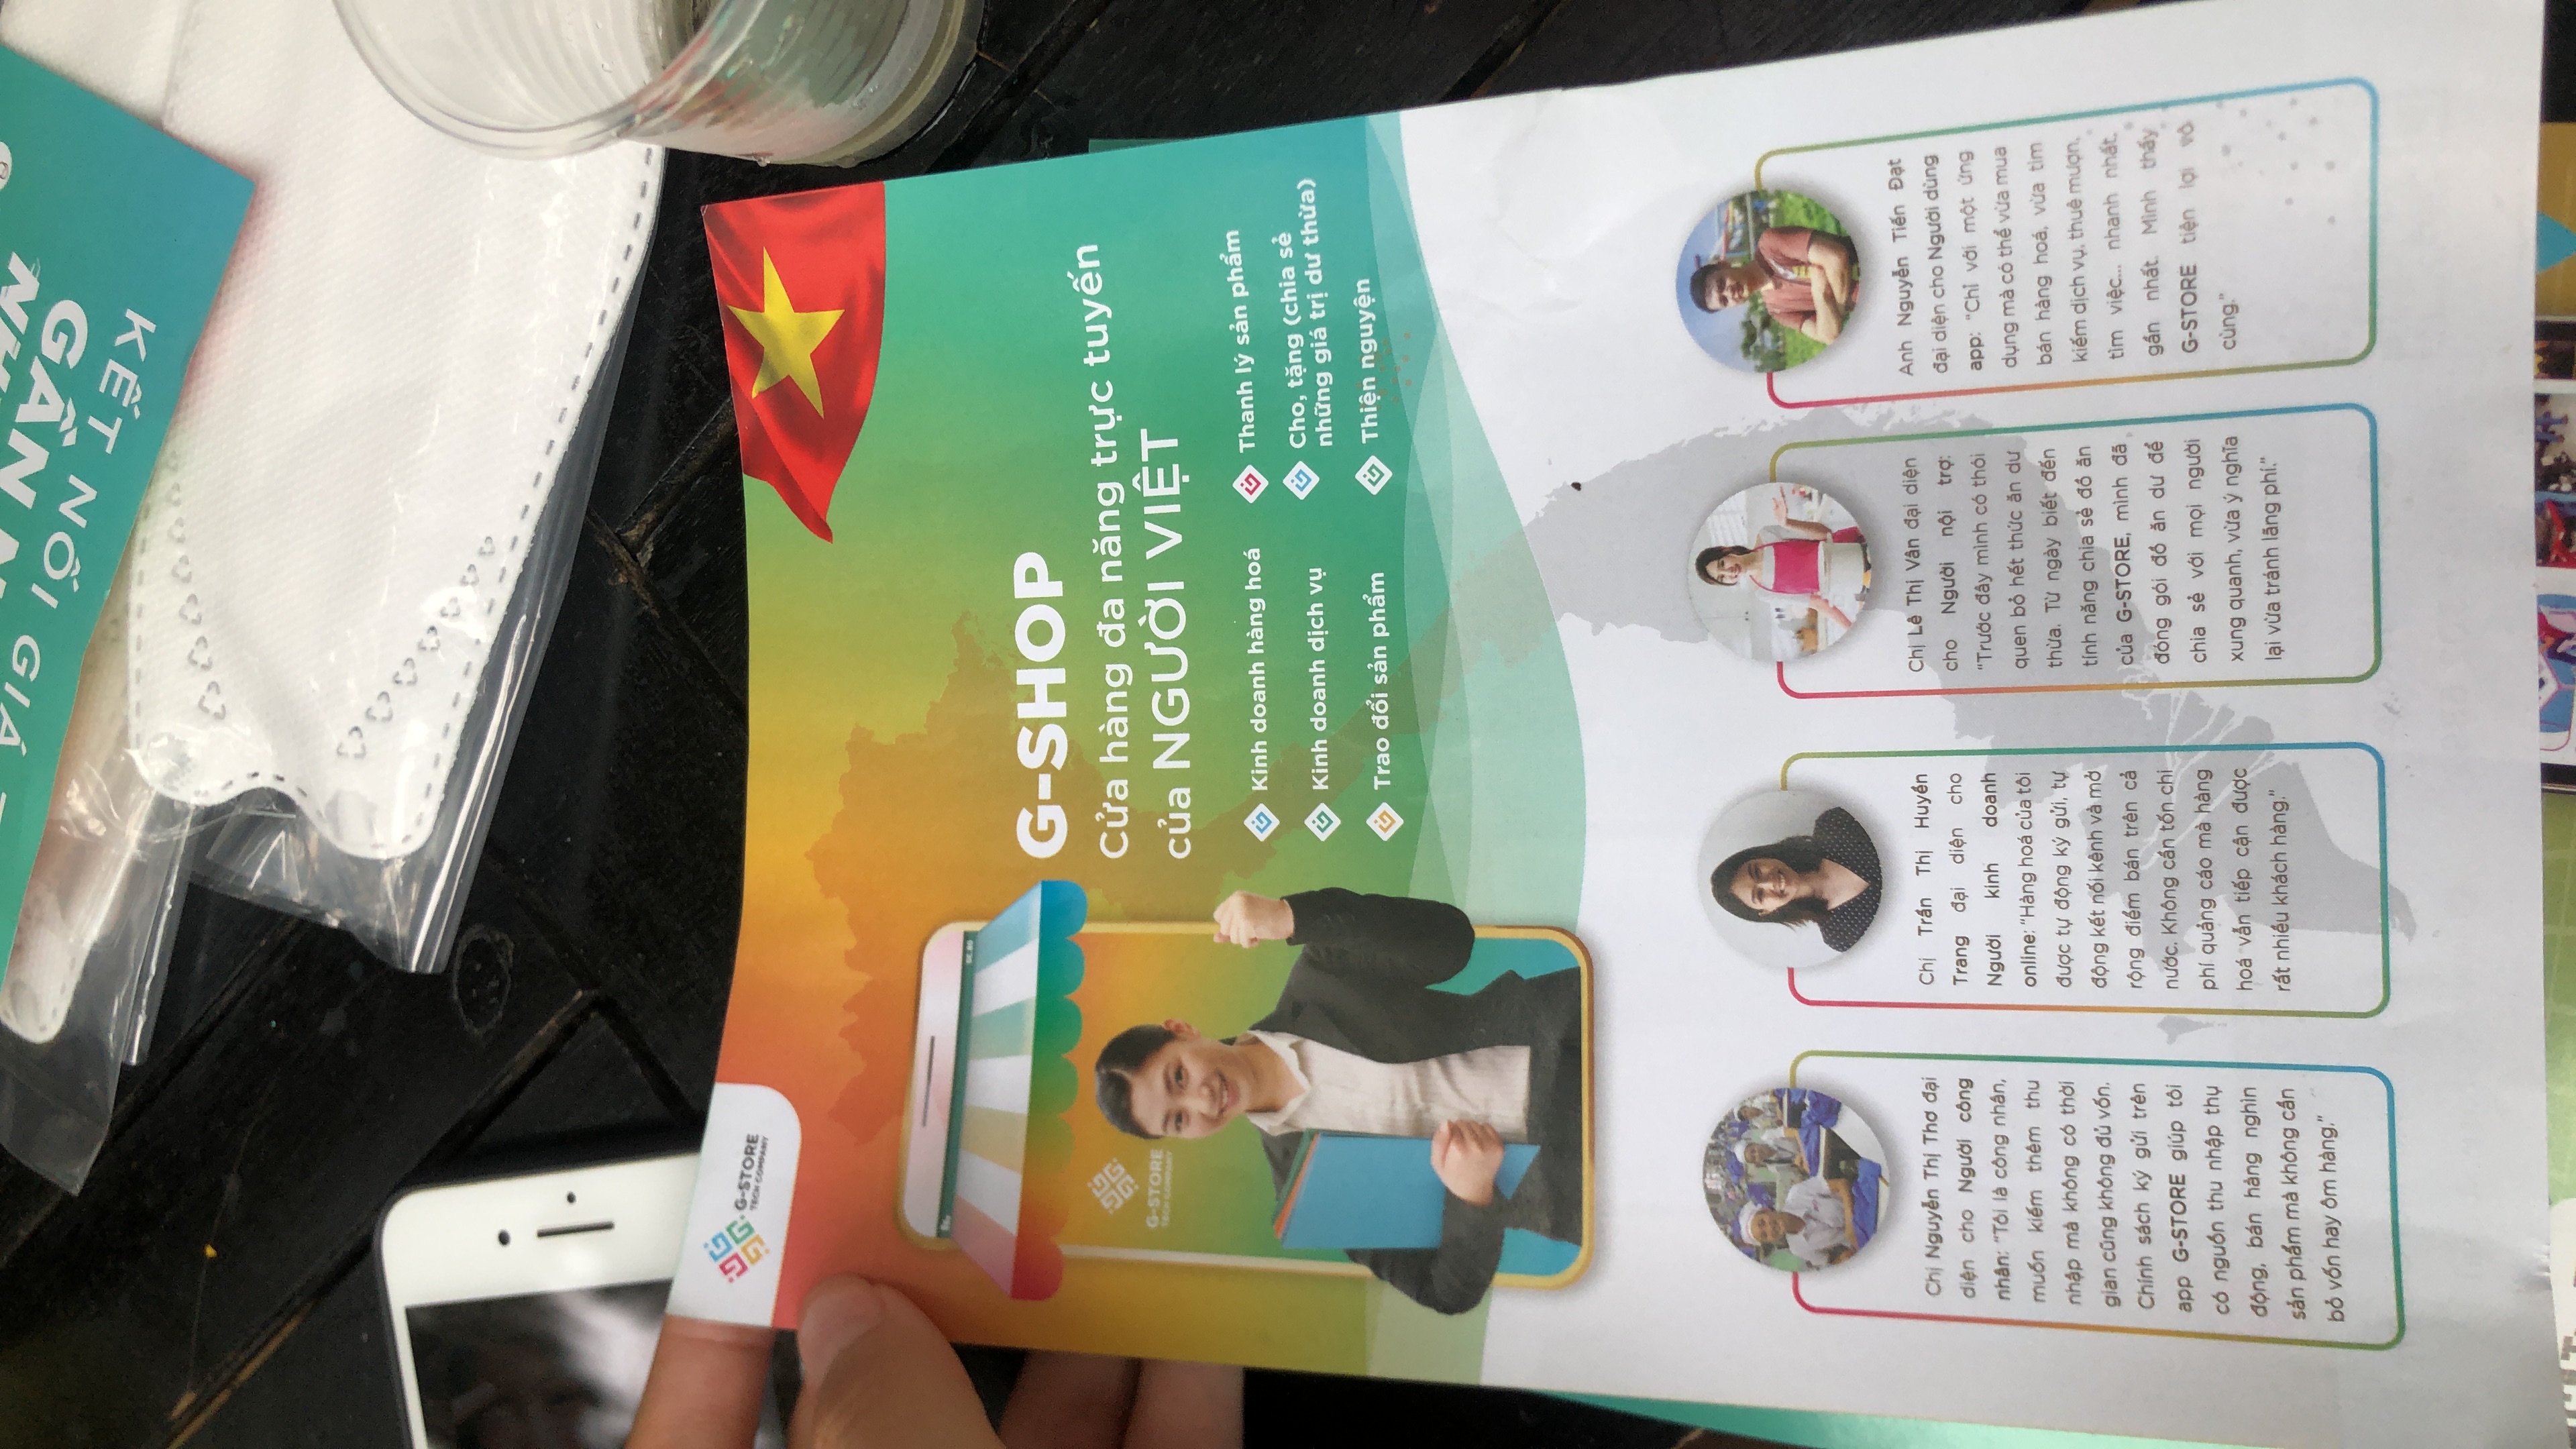 KẾT NỐI GIÁ
GẦN
G-STORE
TECH COMPANY
G-STORE
TECH COMPANY
G-SHOP
Cửa hàng đa năng trực tuyến
của NGƯỜI VIỆT
Kinh doanh hàng hoá
Kinh doanh dịch vụ
Trao đổi sản phẩm
Thanh lý sản phẩm
Cho, tặng (chia sẻ
những giá trị dư thừa)
Thiện nguyện
Chị Nguyễn Thị Thơ đại
diện cho Người công
nhân: "Tôi là công nhân,
muốn kiếm thêm thu
nhập mà không có thời
gian cũng không đủ vốn.
Chính sách ký gửi trên
app G-STORE giúp tôi
có nguồn thu nhập thụ
động, bán hàng nghìn
sản phẩm mà không cần
bỏ vốn hay ôm hàng."
Chị Trần Thị Huyền
Trang đại diện cho
Người kinh doanh
online: "Hàng hoá của tôi
được tự động ký gửi, tự
động kết nối kênh và mở
rộng điểm bán trên cả
nước. Không cần tốn chi
phí quảng cáo mà hàng
hoá vẫn tiếp cận được
rất nhiều khách hàng."
Chị Lê Thị Vân đại diện
cho Người nội trợ:
"Trước đây mình có thói
quen bỏ hết thức ăn dư
thừa. Từ ngày biết đến
tính năng chia sẻ đồ ăn
của G-STORE, mình đã
đóng gói đồ ăn dư để
chia sẻ với mọi người
xung quanh, vừa ý nghĩa
lại vừa tránh lãng phí."
Anh Nguyễn Tiến Đạt
đại diện cho Người dùng
app: "Chỉ với một ứng
dụng mà có thể vừa mua
bán hàng hoá, vừa tìm
kiếm dịch vụ, thuê mượn,
tìm việc... nhanh nhất,
gần nhất. Mình thấy
G-STORE tiện lợi vô
cùng."